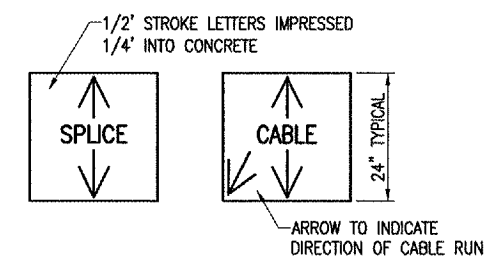 1/2' STROKE LETTERS IMPRESSED
1/4' INTO CONCRETE
SPLICE
CABLE
24" TYPICAL
ARROW TO INDICATE
DIRECTION OF CABLE RUN